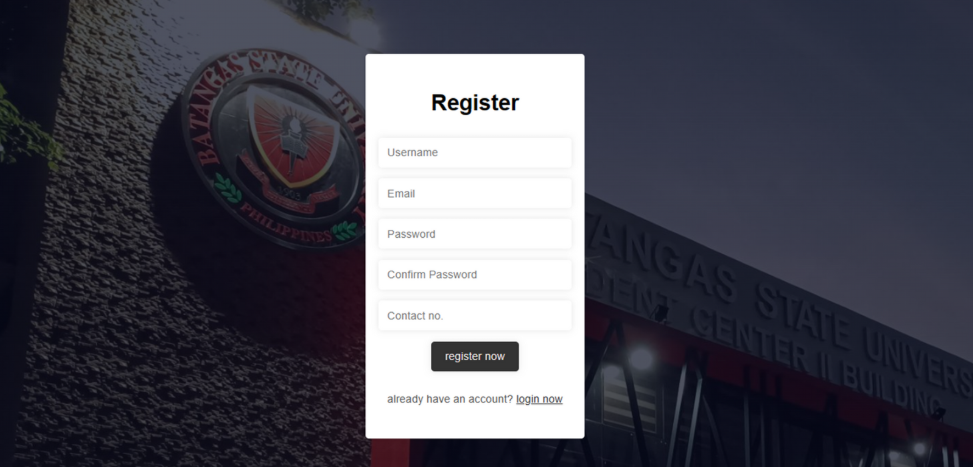 BATANGAS STATE UNIV
PHILIPPINES
Register
Username
Email
Password
Confirm Password
Contact no.
register now
already have an account? login now
TANGAS STATE UNIVERS
DENT CENTER II BUILDING